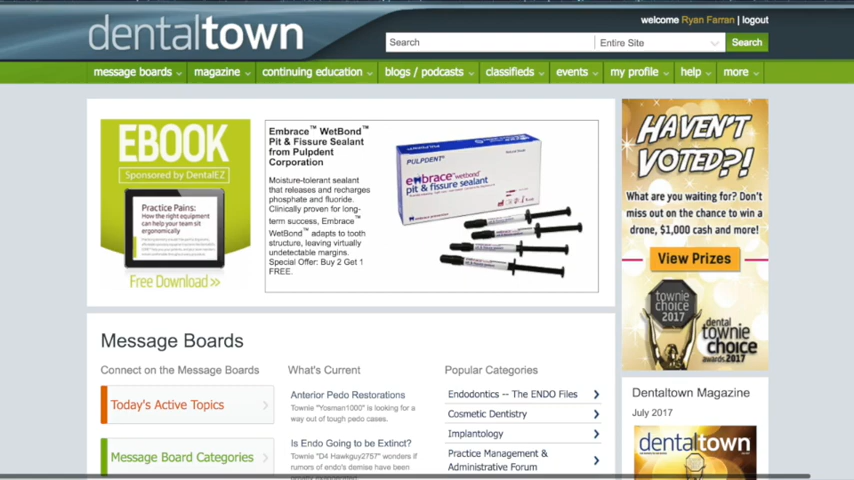 welcome Ryan Farran | logout
dentaltown
Search
Entire Site
Search
message boards
magazine
continuing education
blogs / podcasts
classifieds
events
my profile
help
more
EBOOK
Sponsored by DentalEZ
Practice Pains:
How the right equipment
can help your team sit
ergonomically
Free Download >>
Embrace™ WetBond™
Pit & Fissure Sealant
from Pulpdent
Corporation
Moisture-tolerant sealant
that releases and recharges
phosphate and fluoride.
Clinically proven for long-
term success, Embrace™
WetBond™ adapts to tooth
structure, leaving virtually
undetectable margins.
Special Offer: Buy 2 Get 1
FREE.
PULPDENT
embrace wetbond
pit & fissure sealant
HAVEN'T
VOTED?!
What are you waiting for? Don't
miss out on the chance to win a
drone, $1,000 cash and more!
View Prizes
townie
choice
2017
dental
townie
choice
awards.2017
Message Boards
Connect on the Message Boards
Today's Active Topics
Message Board Categories
What's Current
Anterior Pedo Restorations
Townie "Yosman1000" is looking for a
way out of tough pedo cases.
Is Endo Going to be Extinct?
Townie "D4 Hawkguy2757" wonders if
rumors of endo's demise have been
Popular Categories
Endodontics -- The ENDO Files
Cosmetic Dentistry
Implantology
Practice Management &
Administrative Forum
Dentaltown Magazine
July 2017
dentaltown